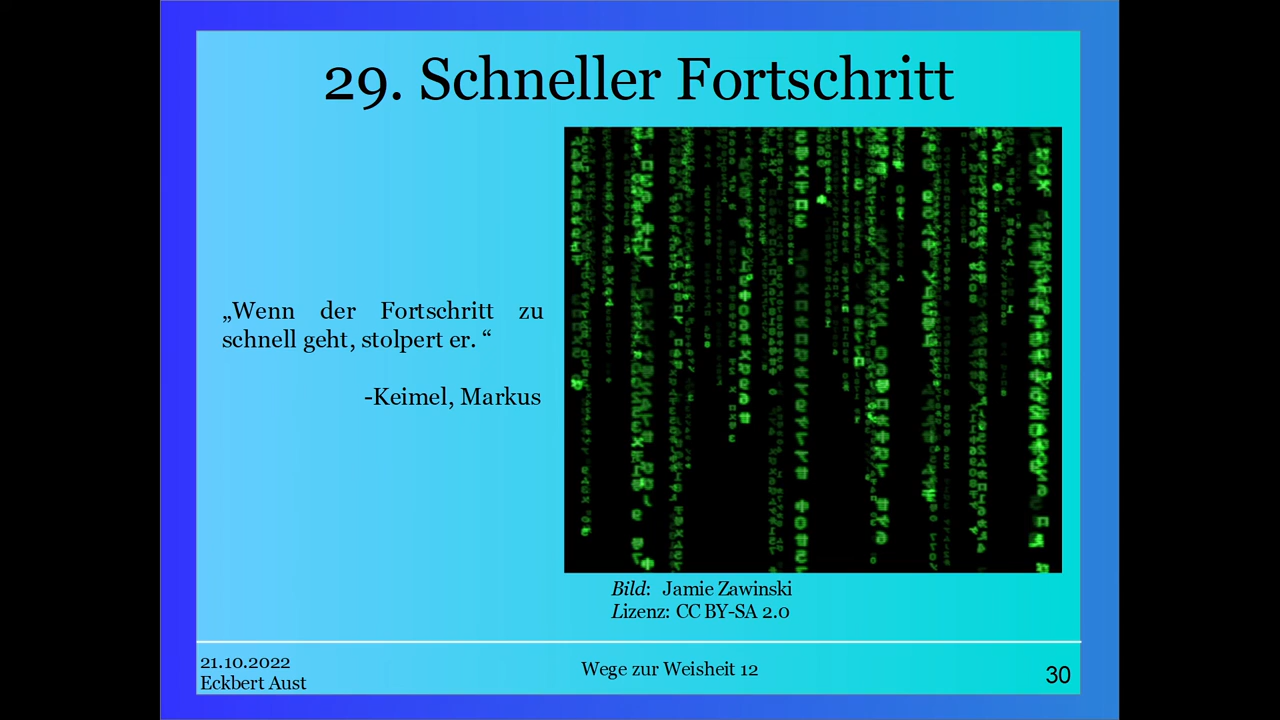 29. Schneller Fortschritt
„Wenn der Fortschritt zu
schnell geht, stolpert er. “
-Keimel, Markus
Bild: Jamie Zawinski
Lizenz: CC BY-SA 2.0
21.10.2022
Eckbert Aust
Wege zur Weisheit 12
30